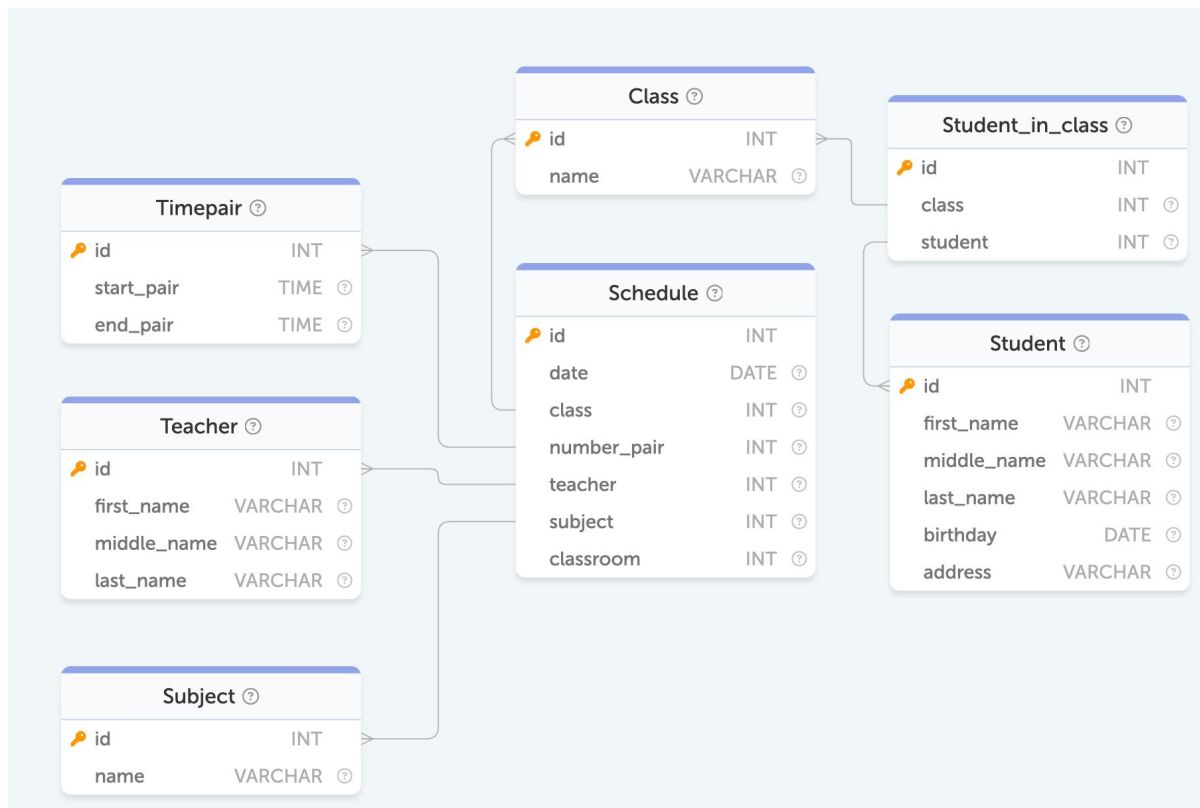 Class
id INT
name VARCHAR
Student_in_class
id INT
class INT
student INT
Timepair
id INT
start_pair TIME
end_pair TIME
Schedule
id INT
date DATE
class INT
number_pair INT
teacher INT
subject INT
classroom INT
Student
id INT
first_name VARCHAR
middle_name VARCHAR
last_name VARCHAR
birthday DATE
address VARCHAR
Teacher
id INT
first_name VARCHAR
middle_name VARCHAR
last_name VARCHAR
Subject
id INT
name VARCHAR